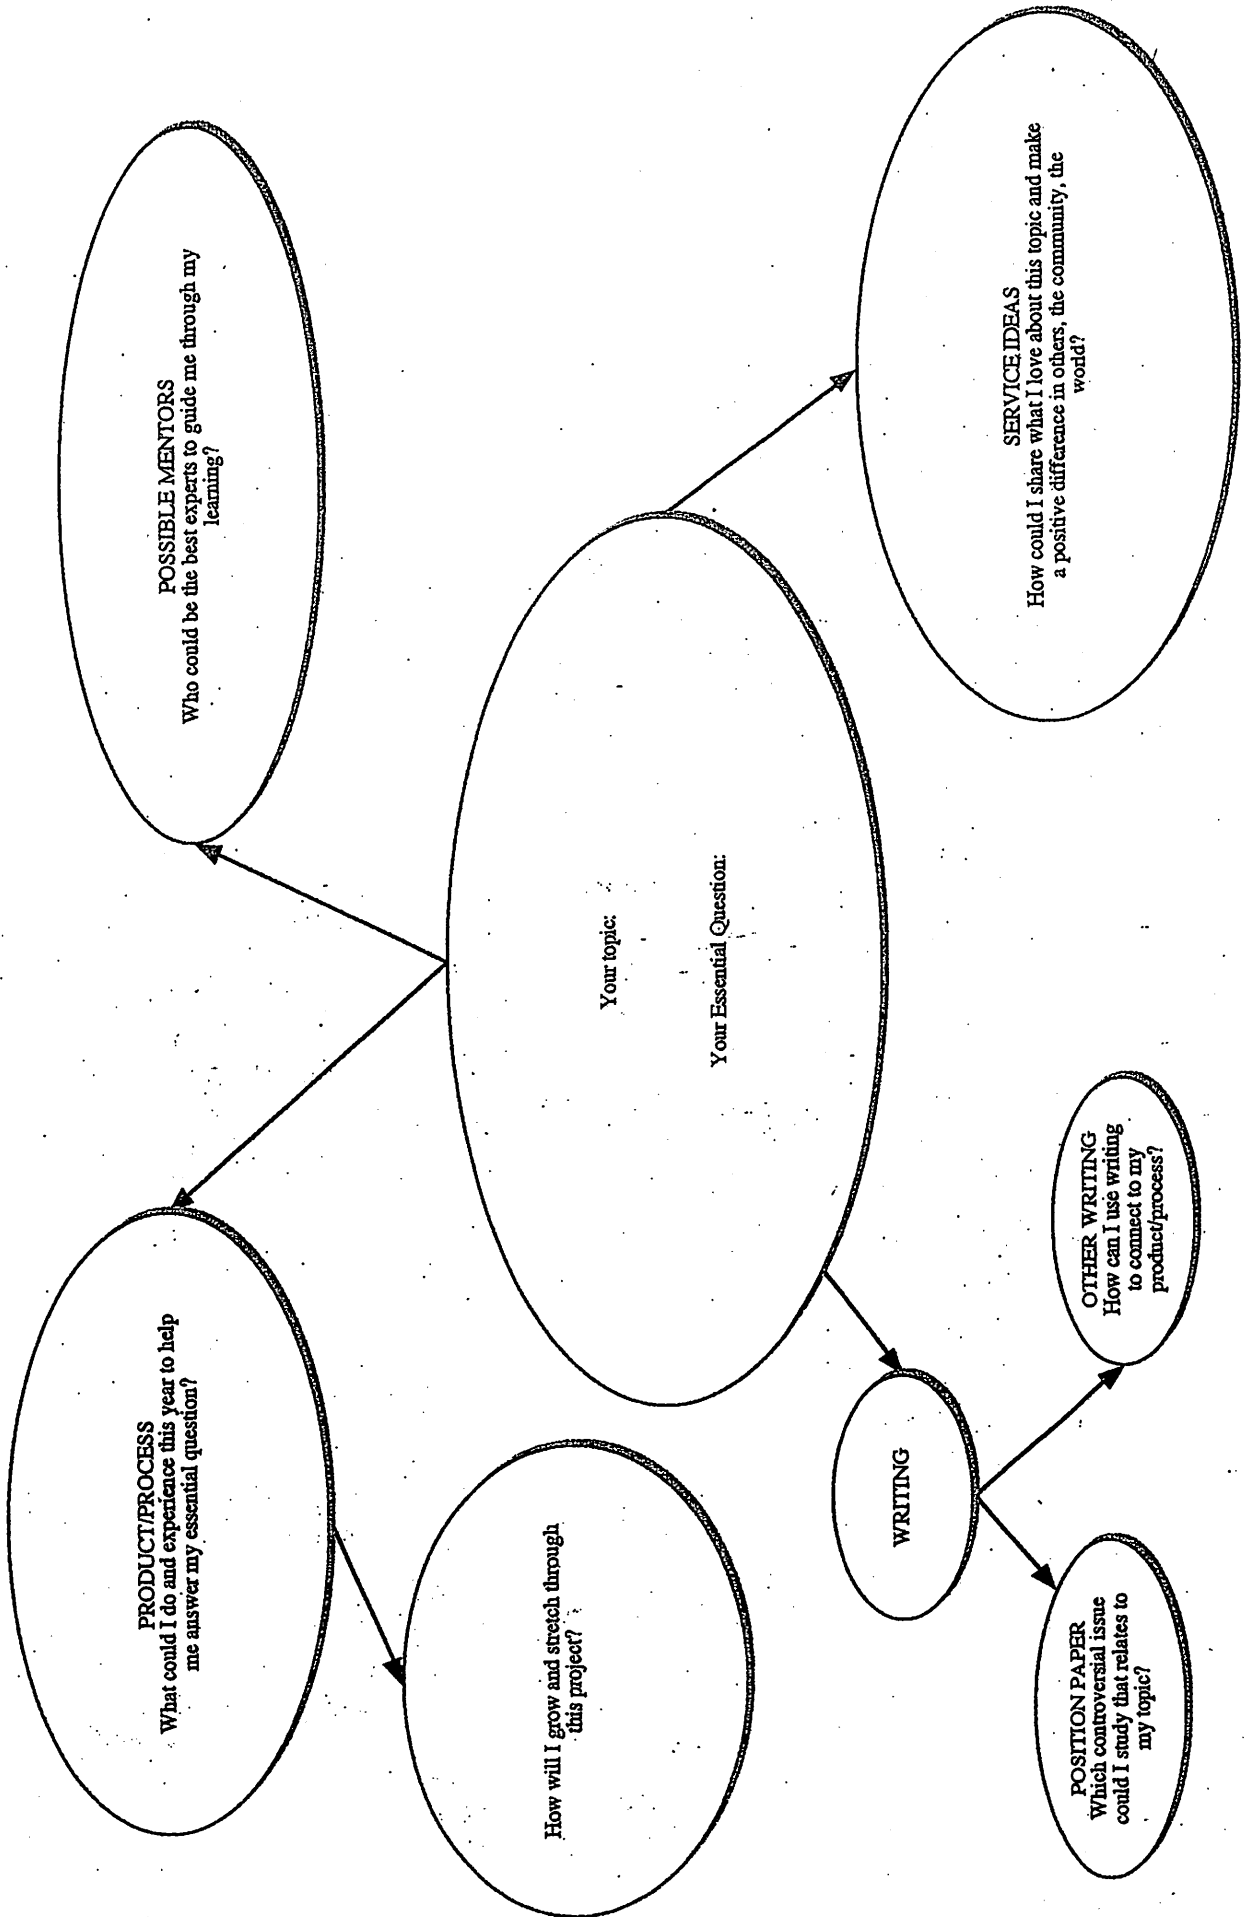 PRODUCT/PROCESS
What could I do and experience this year to help
me answer my essential question?
POSSIBLE MENTORS
Who could be the best experts to guide me through my
learning?
How will I grow and stretch through
this project?
Your topic:
Your Essential Question:
WRITING
POSITION PAPER
Which controversial issue
could I study that relates to
my topic?
OTHER WRITING
How can I use writing
to connect to my
product/process?
SERVICE IDEAS
How could I share what I love about this topic and make
a positive difference in others, the community, the
world?